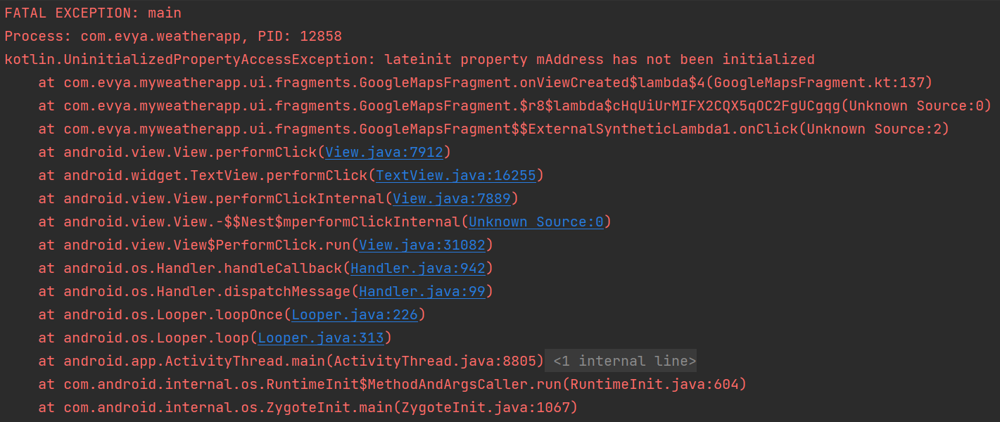 FATAL EXCEPTION: main
Process: com.evya.weatherapp, PID: 12858
kotlin.UninitializedPropertyAccessException: lateinit property mAddress has not been initialized
    at com.evya.myweatherapp.ui.fragments.GoogleMapsFragment.onViewCreated$lambda$4(GoogleMapsFragment.kt:137)
    at com.evya.myweatherapp.ui.fragments.GoogleMapsFragment.$r8$lambda$cHqUiUrMIFX2CQX5qOC2FgUCgqg(Unknown Source:0)
    at com.evya.myweatherapp.ui.fragments.GoogleMapsFragment$$ExternalSyntheticLambda1.onClick(Unknown Source:2)
    at android.view.View.performClick(View.java:7912)
    at android.widget.TextView.performClick(TextView.java:16255)
    at android.view.View.performClickInternal(View.java:7889)
    at android.view.View.-$$Nest$mperformClickInternal(Unknown Source:0)
    at android.view.View$PerformClick.run(View.java:31082)
    at android.os.Handler.handleCallback(Handler.java:942)
    at android.os.Handler.dispatchMessage(Handler.java:99)
    at android.os.Looper.loopOnce(Looper.java:226)
    at android.os.Looper.loop(Looper.java:313)
    at android.app.ActivityThread.main(ActivityThread.java:8805) <1 internal line>
    at com.android.internal.os.RuntimeInit$MethodAndArgsCaller.run(RuntimeInit.java:604)
    at com.android.internal.os.ZygoteInit.main(ZygoteInit.java:1067)